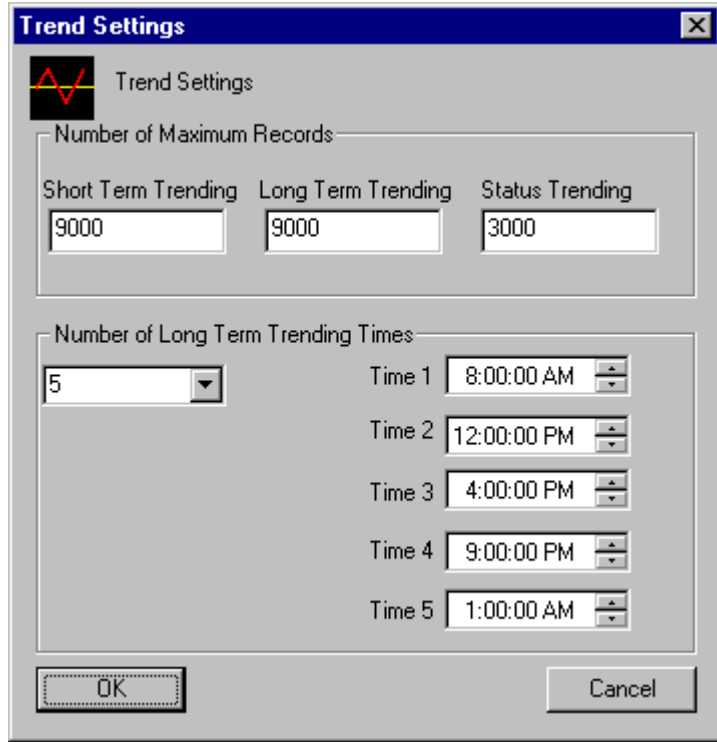 Trend Settings
Trend Settings
Number of Maximum Records
Short Term Trending Long Term Trending Status Trending
9000 9000 3000
Number of Long Term Trending Times
5
Time 1 8:00:00 AM
Time 2 12:00:00 PM
Time 3 4:00:00 PM
Time 4 9:00:00 PM
Time 5 1:00:00 AM
OK Cancel